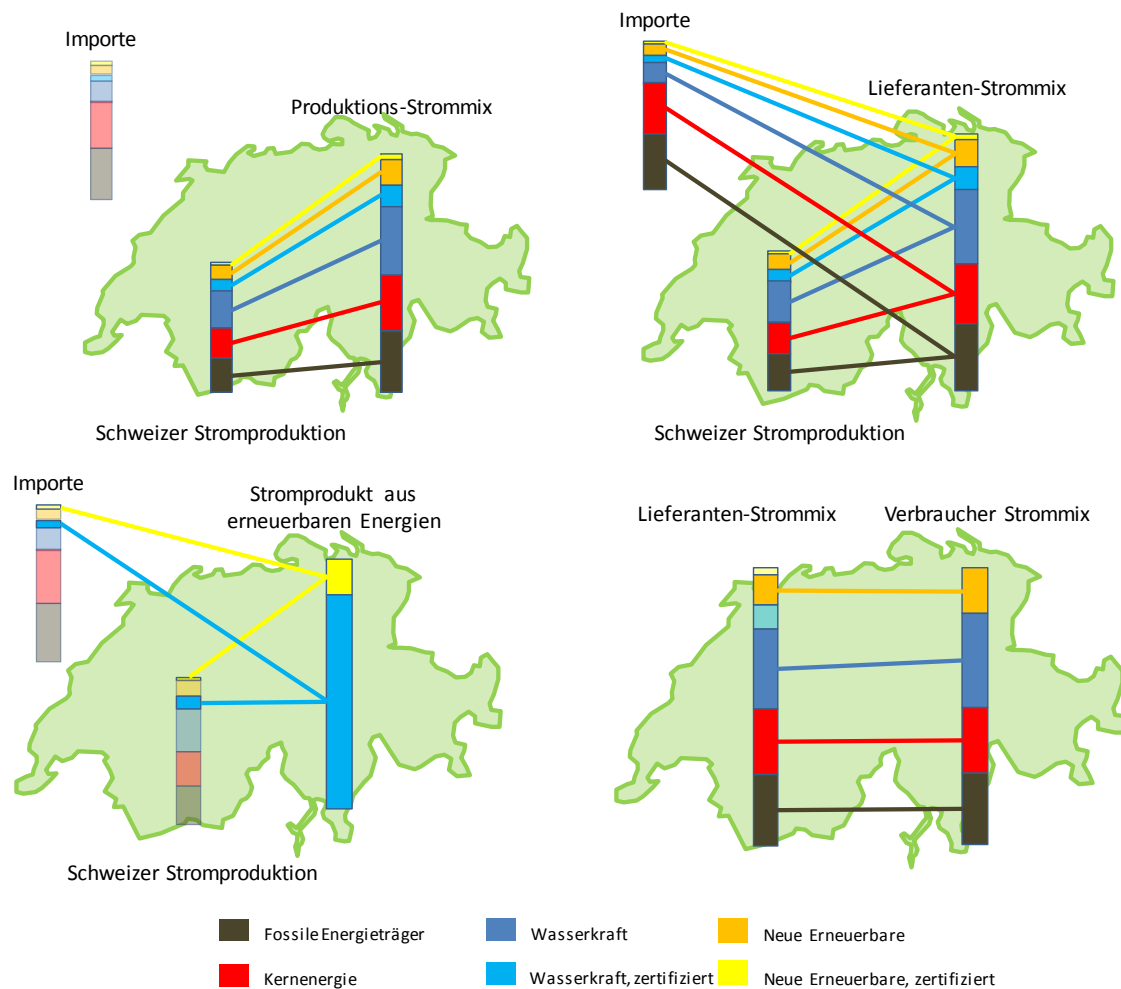 Importe
Produktions-Strommix
Schweizer Stromproduktion
Importe
Lieferanten-Strommix
Schweizer Stromproduktion
Importe
Stromprodukt aus
erneuerbaren Energien
Schweizer Stromproduktion
Lieferanten-Strommix
Verbraucher Strommix
Fossile Energieträger
Wasserkraft
Neue Erneuerbare
Kernenergie
Wasserkraft, zertifiziert
Neue Erneuerbare, zertifiziert